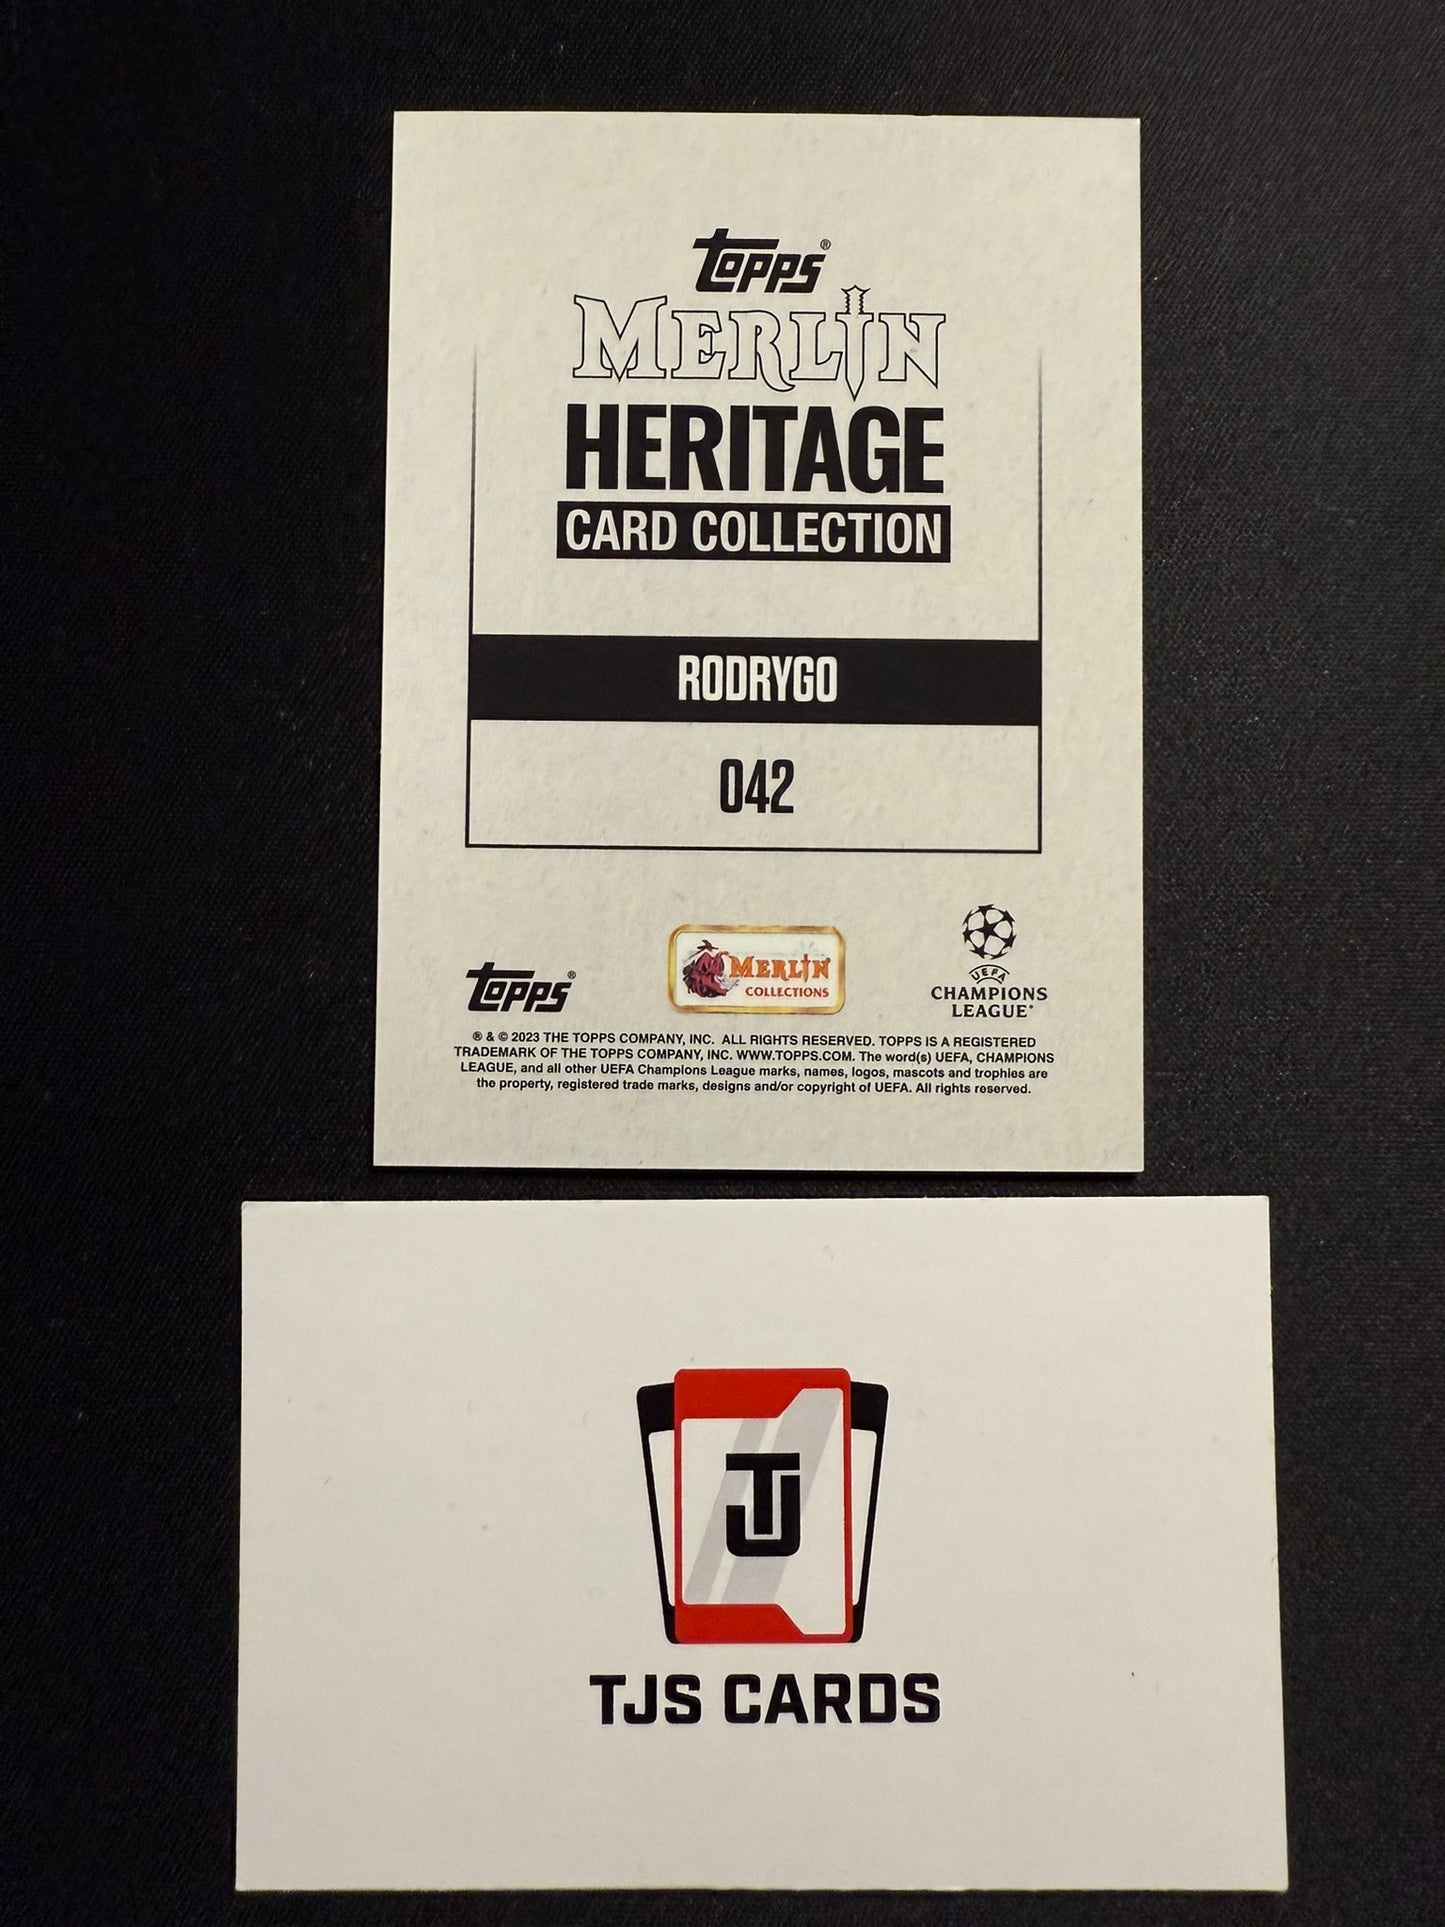 Topps®
MERLIN
HERITAGE
CARD COLLECTION
RODRYGO
042
Topps®
MERLIN
COLLECTIONS
UEFA
CHAMPIONS
LEAGUE®
® & © 2023 THE TOPPS COMPANY, INC. ALL RIGHTS RESERVED. TOPPS IS A REGISTERED
TRADEMARK OF THE TOPPS COMPANY, INC. WWW.TOPPS.COM. The word(s) UEFA, CHAMPIONS
LEAGUE, and all other UEFA Champions League marks, names, logos, mascots and trophies are
the property, registered trade marks, designs and/or copyright of UEFA. All rights reserved.
TJ
TJS CARDS